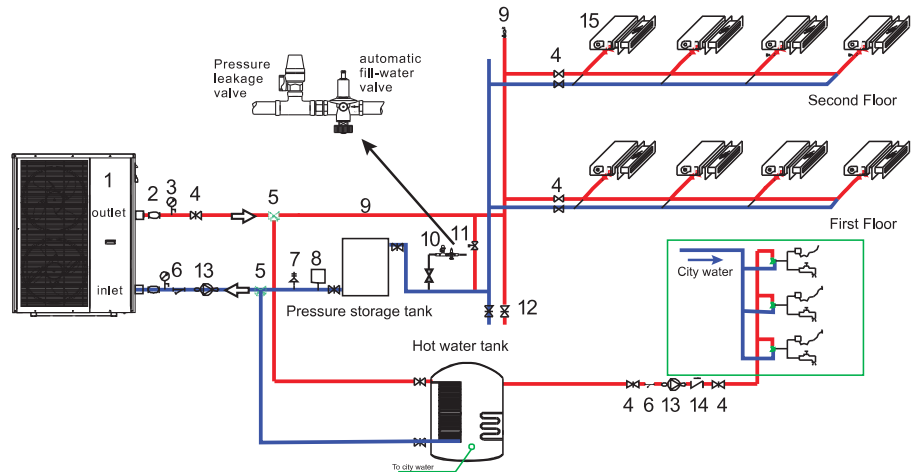 9
15
Pressure
leakage
valve
automatic
fill-water
valve
4
Second Floor
1
2
3
4
5
9
4
outlet
First Floor
10
11
City water
6
13
5
7
8
inlet
Pressure storage tank
12
Hot water tank
4
6
13
14
4
To city water